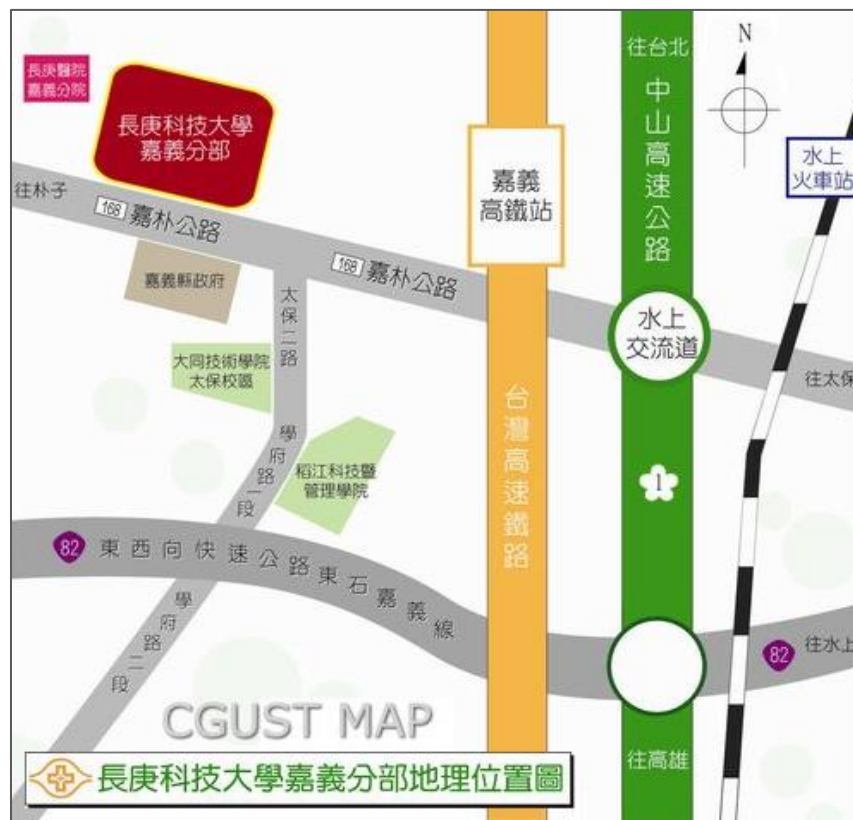 往台北
中山高速公路
N
長庚醫院
嘉義分院
長庚科技大學
嘉義分部
水上
火車站
嘉義
高鐵站
往朴子
168 嘉朴公路
168 嘉朴公路
嘉義縣政府
太保二路
水上
交流道
大同技術學院
太保校區
往太保
台灣高速鐵路
學府路一段
稻江科技暨
管理學院
1
82 東西向快速公路東石嘉義線
學府路二段
82 往水上
CGUST MAP
往高雄
長庚科技大學嘉義分部地理位置圖